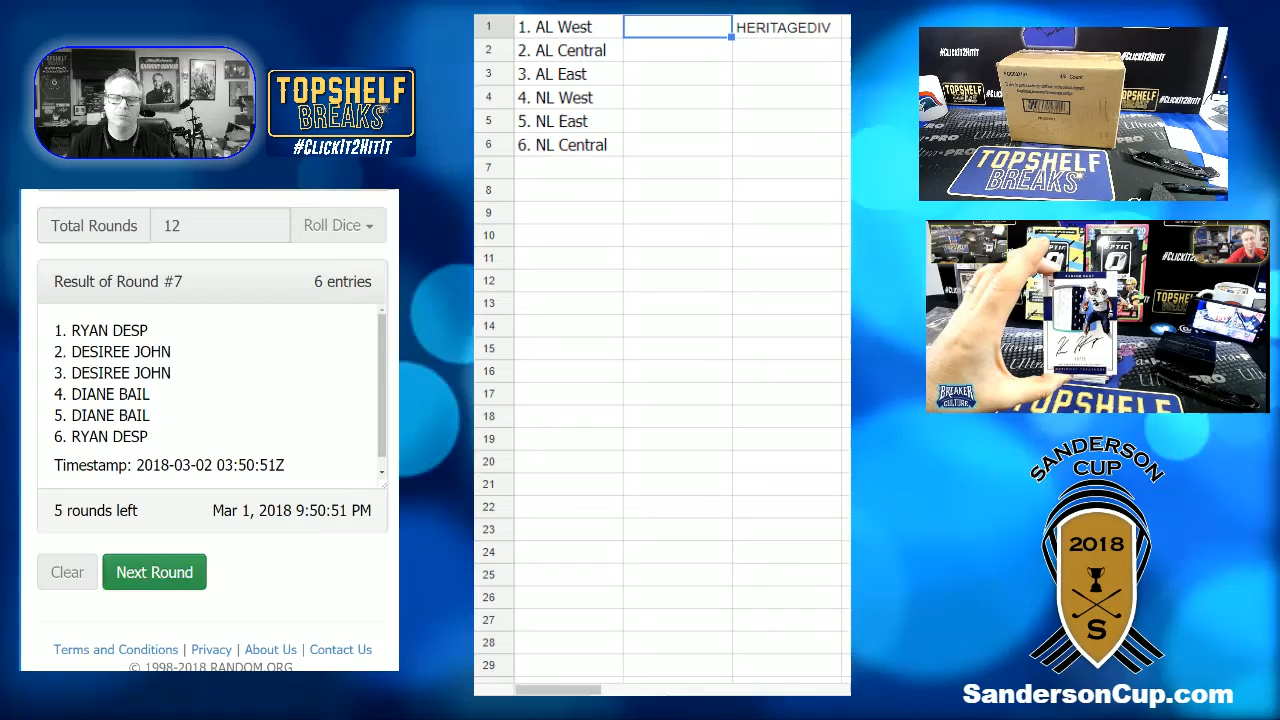 TOPSHELF
BREAKS
#CLICKIT2HITIT
Total Rounds
12
Roll Dice
Result of Round #7
6 entries
1. RYAN DESP
2. DESIREE JOHN
3. DESIREE JOHN
4. DIANE BAIL
5. DIANE BAIL
6. RYAN DESP
Timestamp: 2018-03-02 03:50:51Z
5 rounds left
Mar 1, 2018 9:50:51 PM
Clear
Next Round
Terms and Conditions | Privacy | About Us | Contact Us
© 1998-2018 RANDOM.ORG
1
1. AL West
HERITAGEDIV
2
2. AL Central
3
3. AL East
4
4. NL West
5
5. NL East
6
6. NL Central
7
8
9
10
11
12
13
14
15
16
17
18
19
20
21
22
23
24
25
26
27
28
29
TOPSHELF
BREAKS
OPTIC
OPTIC
#CLICKIT2HITIT
BREAKER
CULTURE
SANDERSON
CUP
2018
S
SandersonCup.com